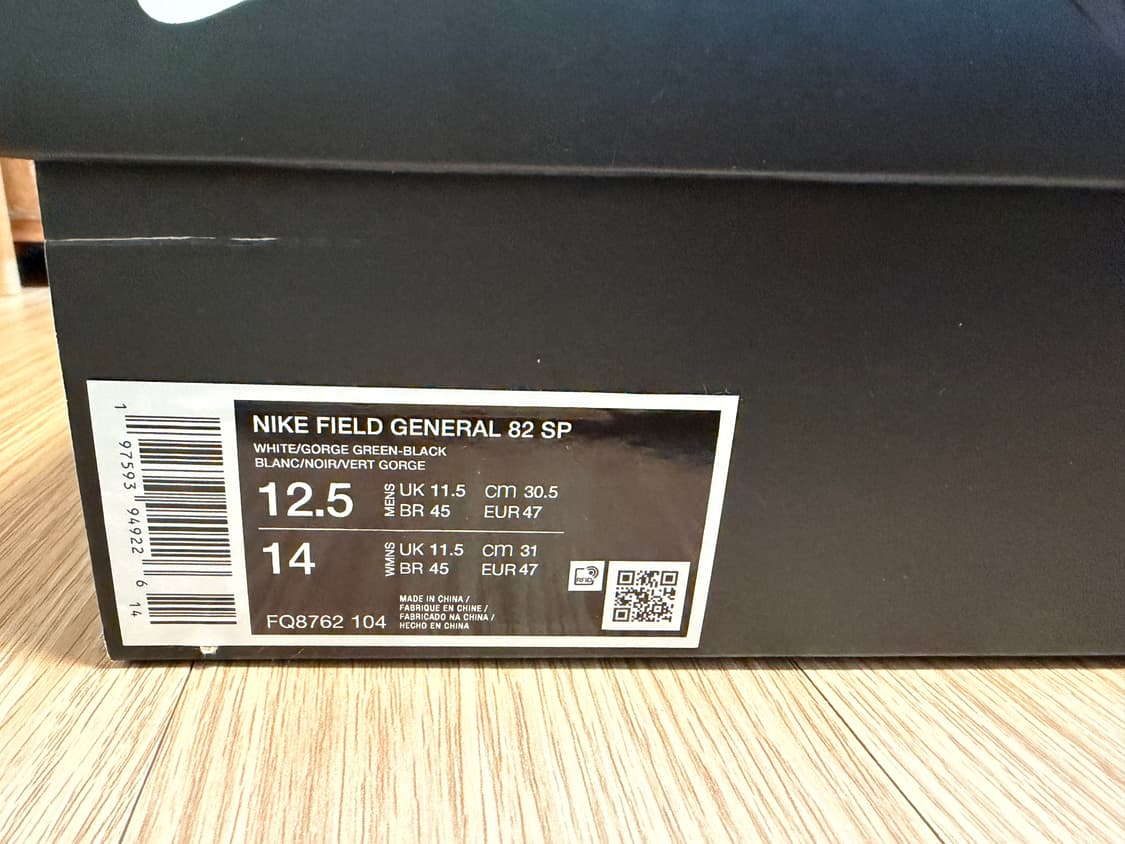 NIKE FIELD GENERAL 82 SP
WHITE/GORGE GREEN-BLACK
BLANC/NOIR/VERT GORGE
12.5 MENS UK 11.5 cm 30.5
BR 45 EUR 47
14 WMNS UK 11.5 cm 31
BR 45 EUR 47
RFID
FQ8762 104
MADE IN CHINA /
FABRIQUE EN CHINE /
FABRICADO NA CHINA /
HECHO EN CHINA
1 97593 94922 6 14